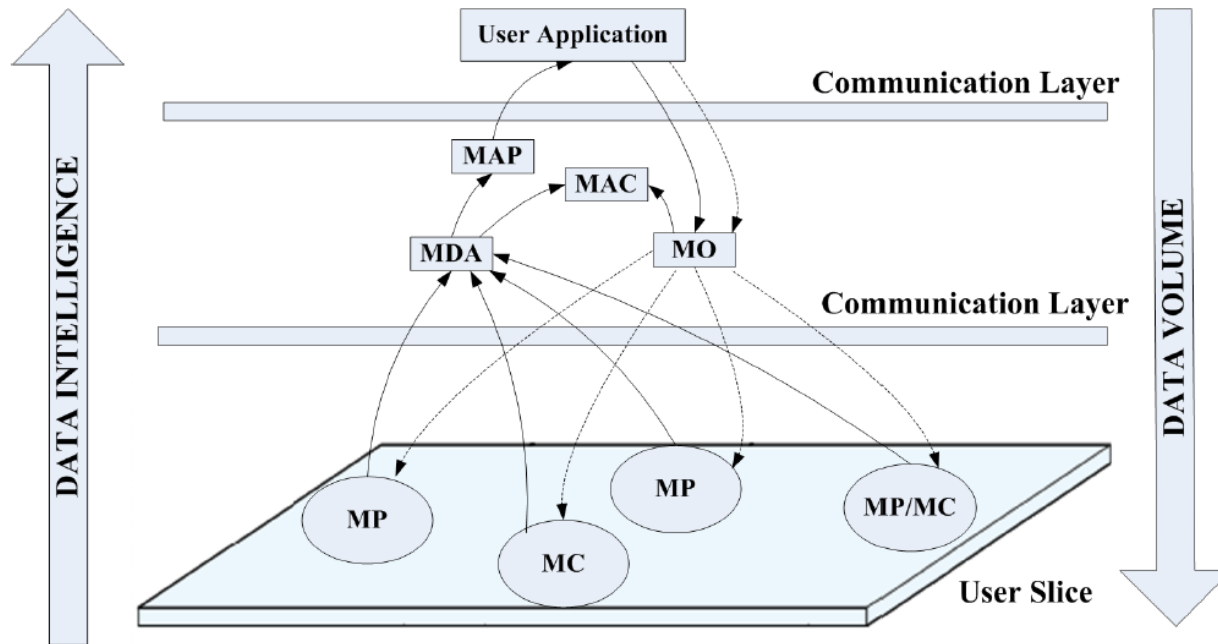 User Application
Communication Layer
MAP
MAC
MDA
MO
Communication Layer
MP
MP
MP/MC
MC
User Slice
DATA INTELLIGENCE
DATA VOLUME